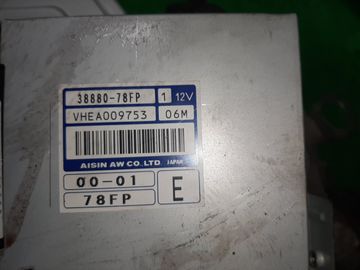 38880-78FP 1 12V
VHEA009753 06M
AISIN AW CO.,LTD. JAPAN
00-01
78FP E